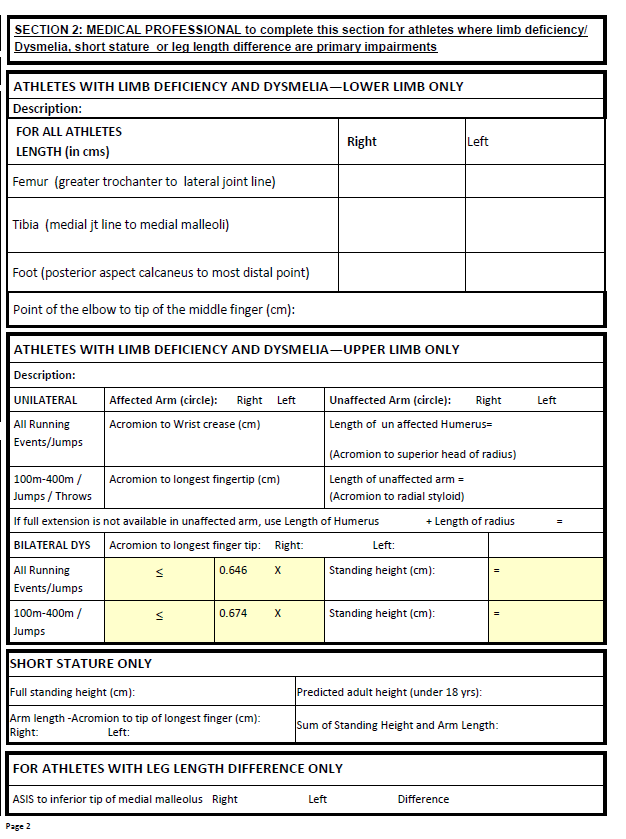 SECTION 2: MEDICAL PROFESSIONAL to complete this section for athletes where limb deficiency/
Dysmelia, short stature or leg length difference are primary impairments
ATHLETES WITH LIMB DEFICIENCY AND DYSMELIA—LOWER LIMB ONLY
Description:
FOR ALL ATHLETES
LENGTH (in cms) Right Left
Femur (greater trochanter to lateral joint line)
Tibia (medial jt line to medial malleoli)
Foot (posterior aspect calcaneus to most distal point)
Point of the elbow to tip of the middle finger (cm):
ATHLETES WITH LIMB DEFICIENCY AND DYSMELIA—UPPER LIMB ONLY
Description:
UNILATERAL Affected Arm (circle): Right Left Unaffected Arm (circle): Right Left
All Running Acromion to Wrist crease (cm) Length of un affected Humerus=
Events/Jumps
(Acromion to superior head of radius)
100m-400m / Acromion to longest fingertip (cm) Length of unaffected arm =
Jumps / Throws (Acromion to radial styloid)
If full extension is not available in unaffected arm, use Length of Humerus + Length of radius =
BILATERAL DYS Acromion to longest finger tip: Right: Left:
All Running ≤ 0.646 X Standing height (cm): =
Events/Jumps
100m-400m / ≤ 0.674 X Standing height (cm): =
Jumps
SHORT STATURE ONLY
Full standing height (cm): Predicted adult height (under 18 yrs):
Arm length -Acromion to tip of longest finger (cm): Sum of Standing Height and Arm Length:
Right: Left:
FOR ATHLETES WITH LEG LENGTH DIFFERENCE ONLY
ASIS to inferior tip of medial malleolus Right Left Difference
Page 2